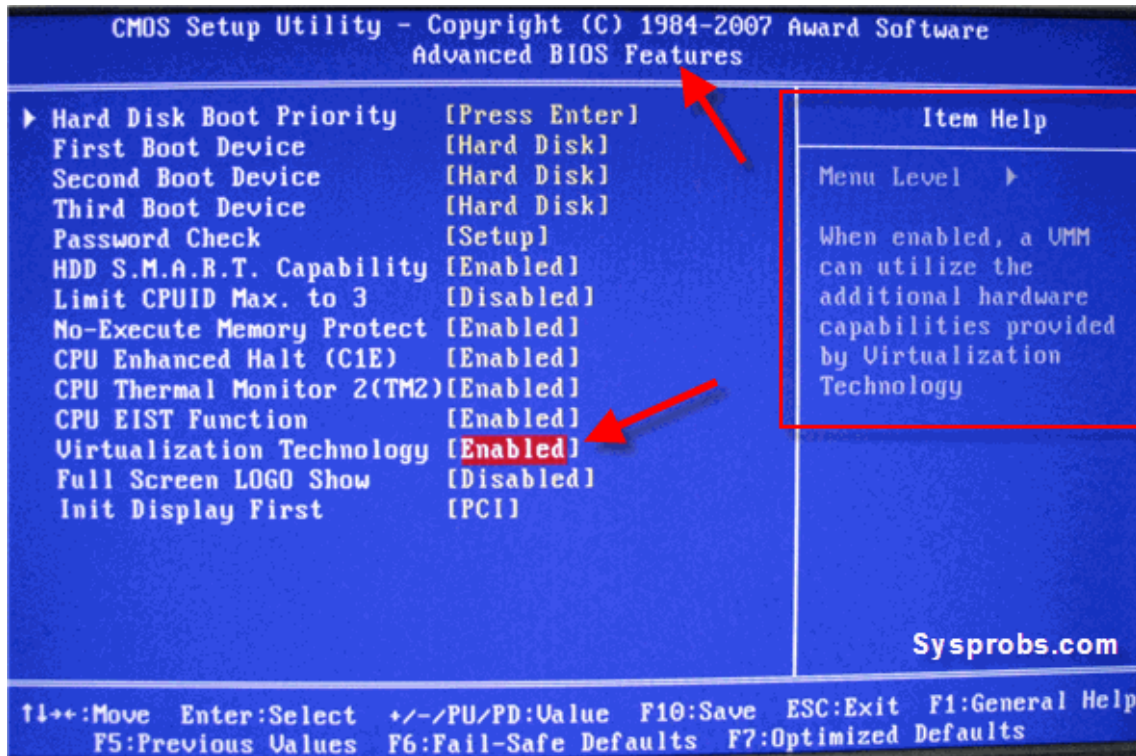 CMOS Setup Utility - Copyright (C) 1984-2007 Award Software
Advanced BIOS Features
Hard Disk Boot Priority [Press Enter]
First Boot Device [Hard Disk]
Second Boot Device [Hard Disk]
Third Boot Device [Hard Disk]
Password Check [Setup]
HDD S.M.A.R.T. Capability [Enabled]
Limit CPUID Max. to 3 [Disabled]
No-Execute Memory Protect [Enabled]
CPU Enhanced Halt (C1E) [Enabled]
CPU Thermal Monitor 2(TM2)[Enabled]
CPU EIST Function [Enabled]
Virtualization Technology [Enabled]
Full Screen LOGO Show [Disabled]
Init Display First [PCI]
Item Help
Menu Level
When enabled, a VMM
can utilize the
additional hardware
capabilities provided
by Virtualization
Technology
Sysprobs.com
↑↓→←:Move Enter:Select +/-/PU/PD:Value F10:Save ESC:Exit F1:General Help
F5:Previous Values F6:Fail-Safe Defaults F7:Optimized Defaults